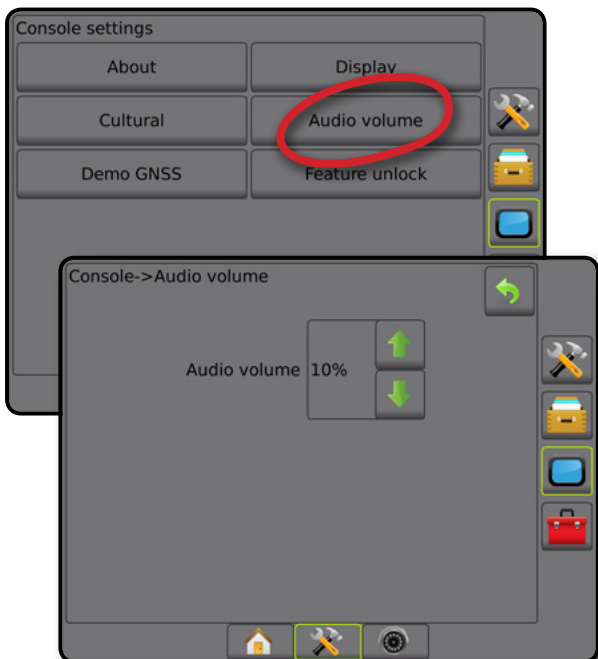 Console settings
About
Display
Cultural
Audio volume
Demo GNSS
Feature unlock
Console->Audio volume
Audio volume 10%